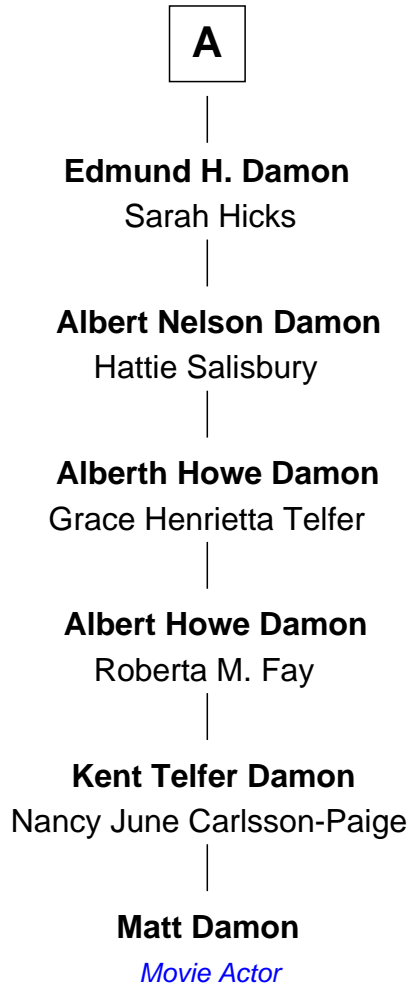 A
Edmund H. Damon
Sarah Hicks
Albert Nelson Damon
Hattie Salisbury
Alberth Howe Damon
Grace Henrietta Telfer
Albert Howe Damon
Roberta M. Fay
Kent Telfer Damon
Nancy June Carlsson-Paige
Matt Damon
Movie Actor